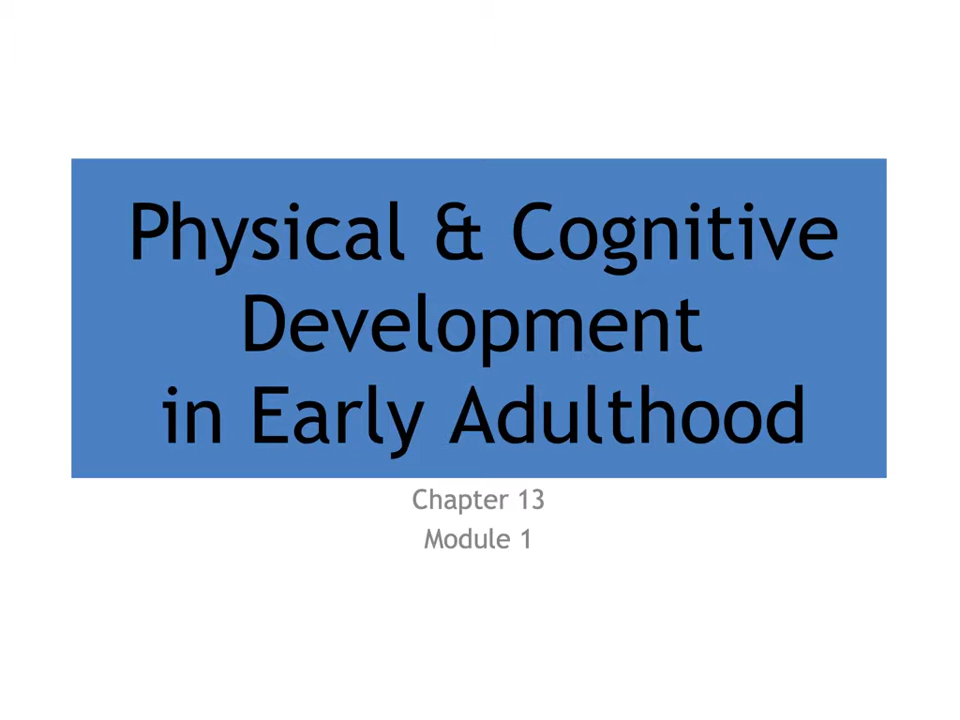 Physical & Cognitive
Development
in Early Adulthood
Chapter 13
Module 1